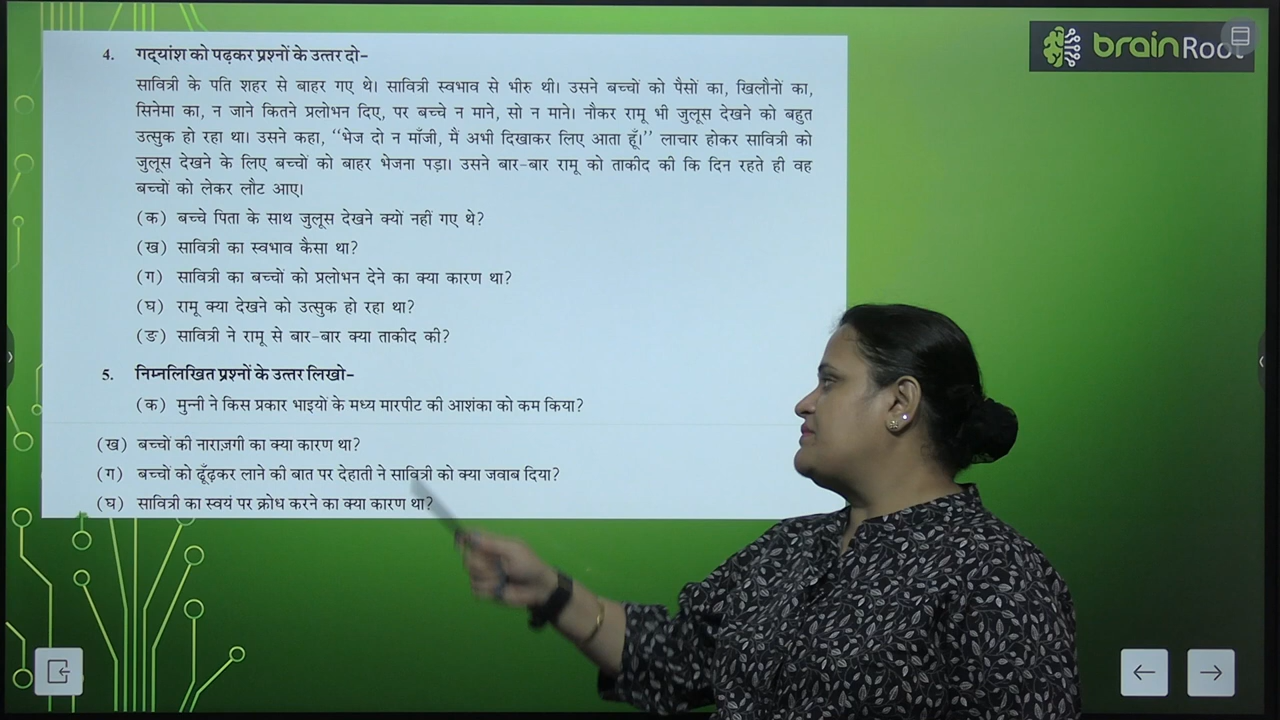 brainRoot
4. गद्यांश को पढ़कर प्रश्नों के उत्तर दो-
सावित्री के पति शहर से बाहर गए थे। सावित्री स्वभाव से भीरु थी। उसने बच्चों को पैसों का, खिलौनों का,
सिनेमा का, न जाने कितने प्रलोभन दिए, पर बच्चे न माने, सो न माने। नौकर रामू भी जुलूस देखने को बहुत
उत्सुक हो रहा था। उसने कहा, “भेज दो न माँजी, मैं अभी दिखाकर लिए आता हूँ।” लाचार होकर सावित्री को
जुलूस देखने के लिए बच्चों को बाहर भेजना पड़ा। उसने बार-बार रामू को ताकीद की कि दिन रहते ही वह
बच्चों को लेकर लौट आए।
(क) बच्चे पिता के साथ जुलूस देखने क्यों नहीं गए थे?
(ख) सावित्री का स्वभाव कैसा था?
(ग) सावित्री का बच्चों को प्रलोभन देने का क्या कारण था?
(घ) रामू क्या देखने को उत्सुक हो रहा था?
(ङ) सावित्री ने रामू से बार-बार क्या ताकीद की?
5. निम्नलिखित प्रश्नों के उत्तर लिखो-
(क) मुन्नी ने किस प्रकार भाइयों के मध्य मारपीट की आशंका को कम किया?
(ख) बच्चों की नाराज़गी का क्या कारण था?
(ग) बच्चों को ढूँढ़कर लाने की बात पर देहाती ने सावित्री को क्या जवाब दिया?
(घ) सावित्री का स्वयं पर क्रोध करने का क्या कारण था?